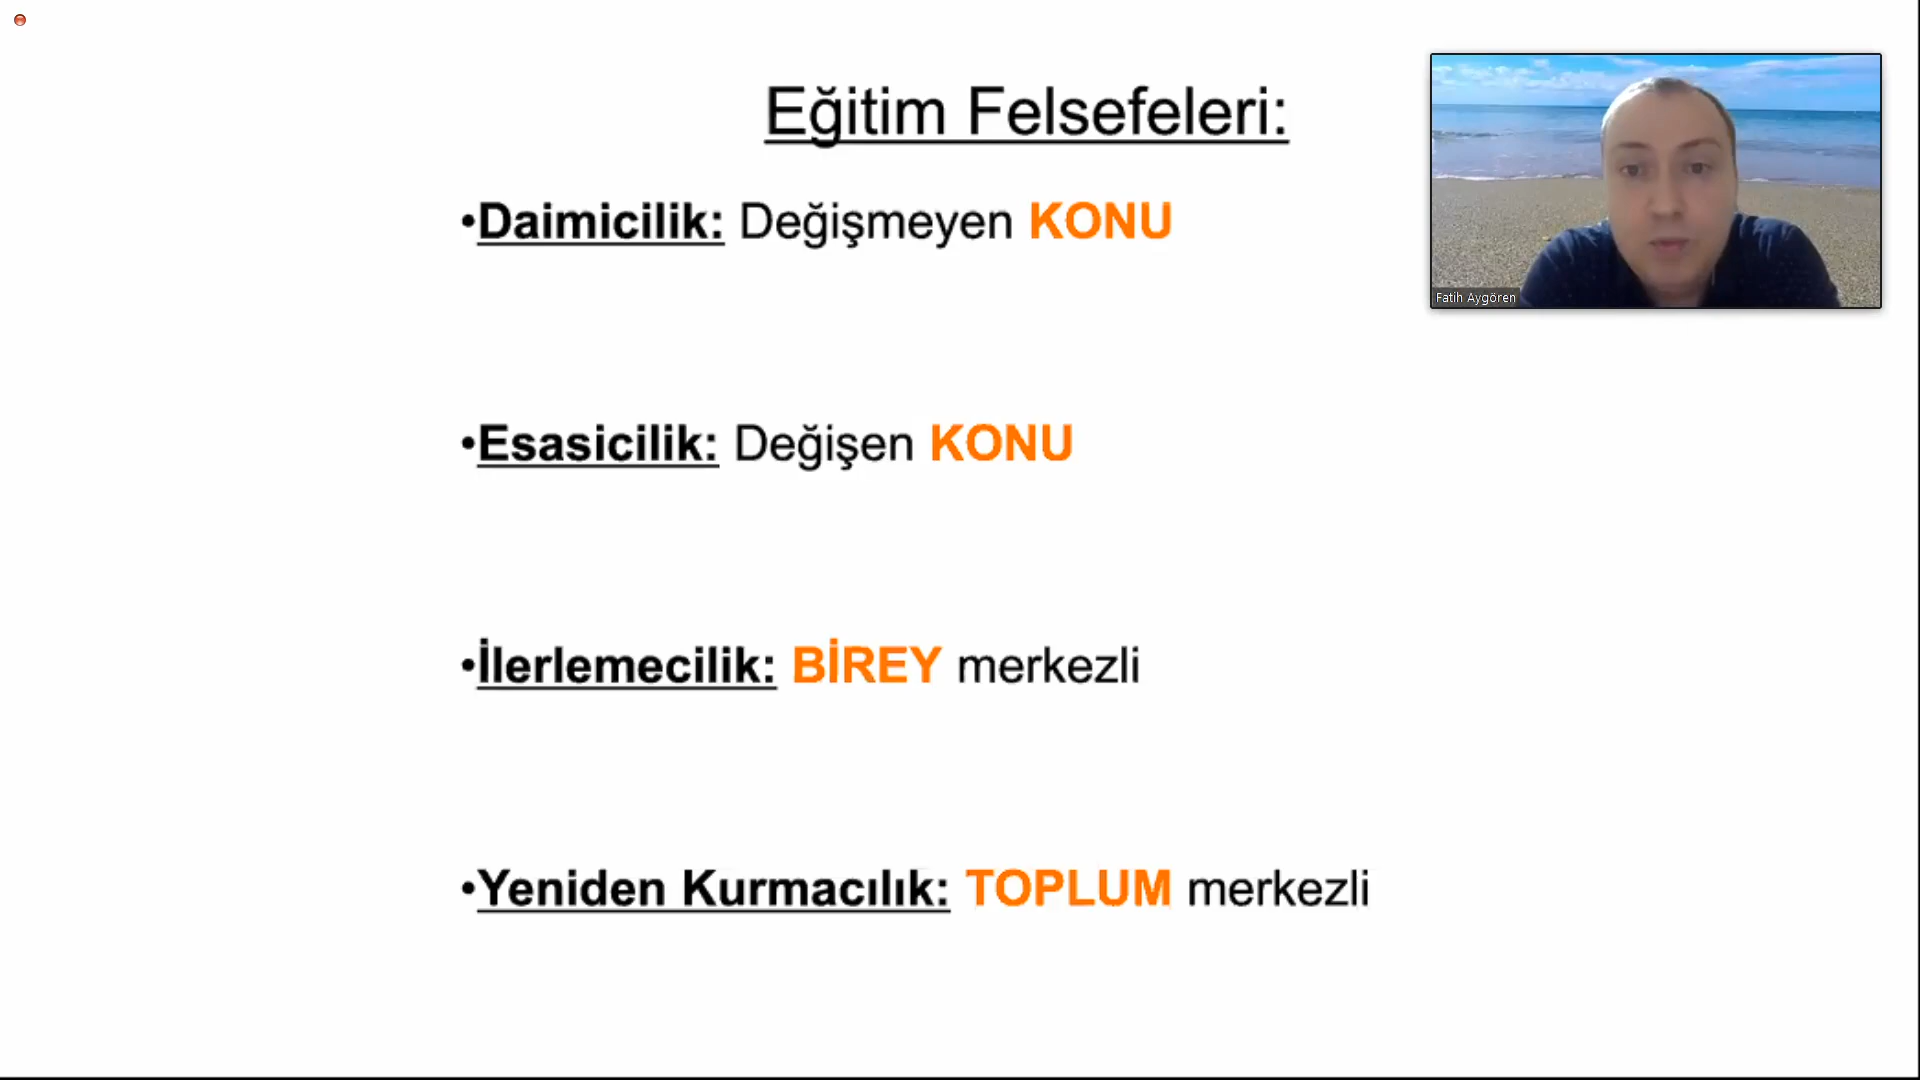 Eğitim Felsefeleri:
•Daimicilik: Değişmeyen KONU
•Esasicilik: Değişen KONU
•İlerlemecilik: BİREY merkezli
•Yeniden Kurmacılık: TOPLUM merkezli
Fatih Aygören